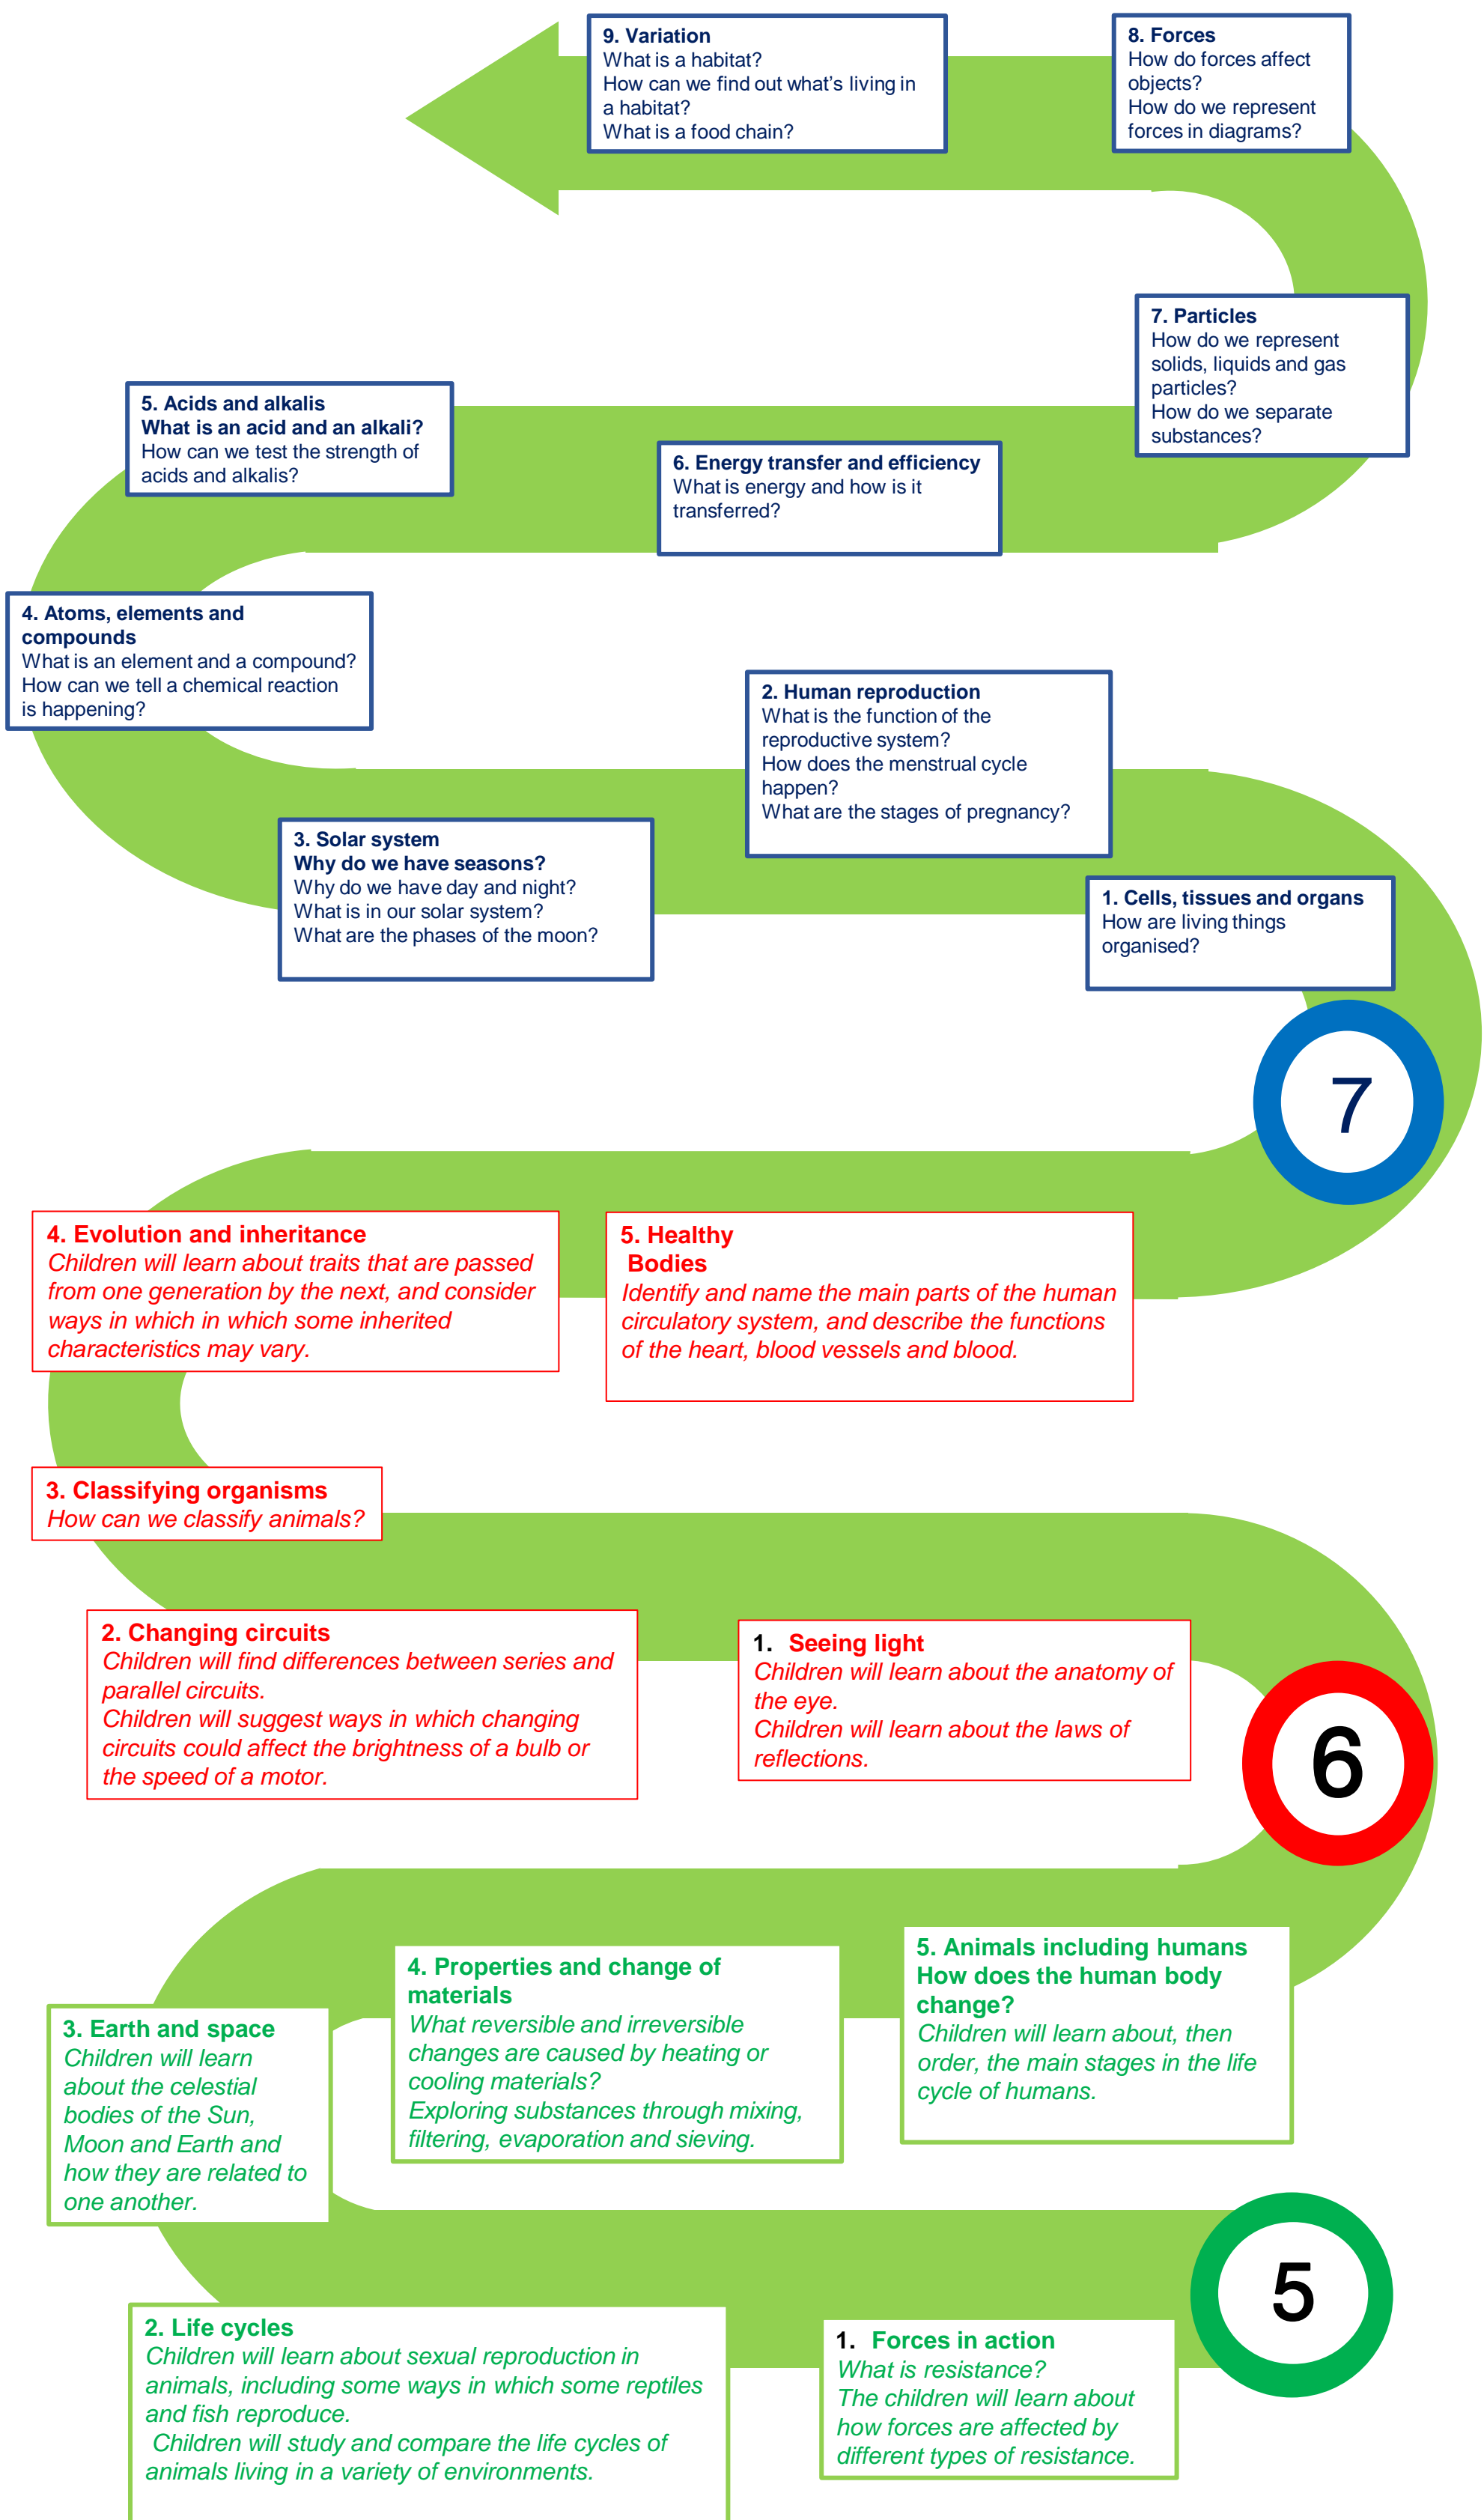 9. Variation
What is a habitat?
How can we find out what's living in
a habitat?
What is a food chain?
8. Forces
How do forces affect
objects?
How do we represent
forces in diagrams?
7. Particles
How do we represent
solids, liquids and gas
particles?
How do we separate
substances?
5. Acids and alkalis
What is an acid and an alkali?
How can we test the strength of
acids and alkalis?
6. Energy transfer and efficiency
What is energy and how is it
transferred?
4. Atoms, elements and
compounds
What is an element and a compound?
How can we tell a chemical reaction
is happening?
2. Human reproduction
What is the function of the
reproductive system?
How does the menstrual cycle
happen?
What are the stages of pregnancy?
3. Solar system
Why do we have seasons?
Why do we have day and night?
What is in our solar system?
What are the phases of the moon?
1. Cells, tissues and organs
How are living things
organised?
7
4. Evolution and inheritance
Children will learn about traits that are passed
from one generation by the next, and consider
ways in which in which some inherited
characteristics may vary.
5. Healthy
Bodies
Identify and name the main parts of the human
circulatory system, and describe the functions
of the heart, blood vessels and blood.
3. Classifying organisms
How can we classify animals?
2. Changing circuits
Children will find differences between series and
parallel circuits.
Children will suggest ways in which changing
circuits could affect the brightness of a bulb or
the speed of a motor.
1. Seeing light
Children will learn about the anatomy of
the eye.
Children will learn about the laws of
reflections.
6
5. Animals including humans
How does the human body
change?
Children will learn about, then
order, the main stages in the life
cycle of humans.
4. Properties and change of
materials
What reversible and irreversible
changes are caused by heating or
cooling materials?
Exploring substances through mixing,
filtering, evaporation and sieving.
3. Earth and space
Children will learn
about the celestial
bodies of the Sun,
Moon and Earth and
how they are related to
one another.
5
2. Life cycles
Children will learn about sexual reproduction in
animals, including some ways in which some reptiles
and fish reproduce.
Children will study and compare the life cycles of
animals living in a variety of environments.
1. Forces in action
What is resistance?
The children will learn about
how forces are affected by
different types of resistance.